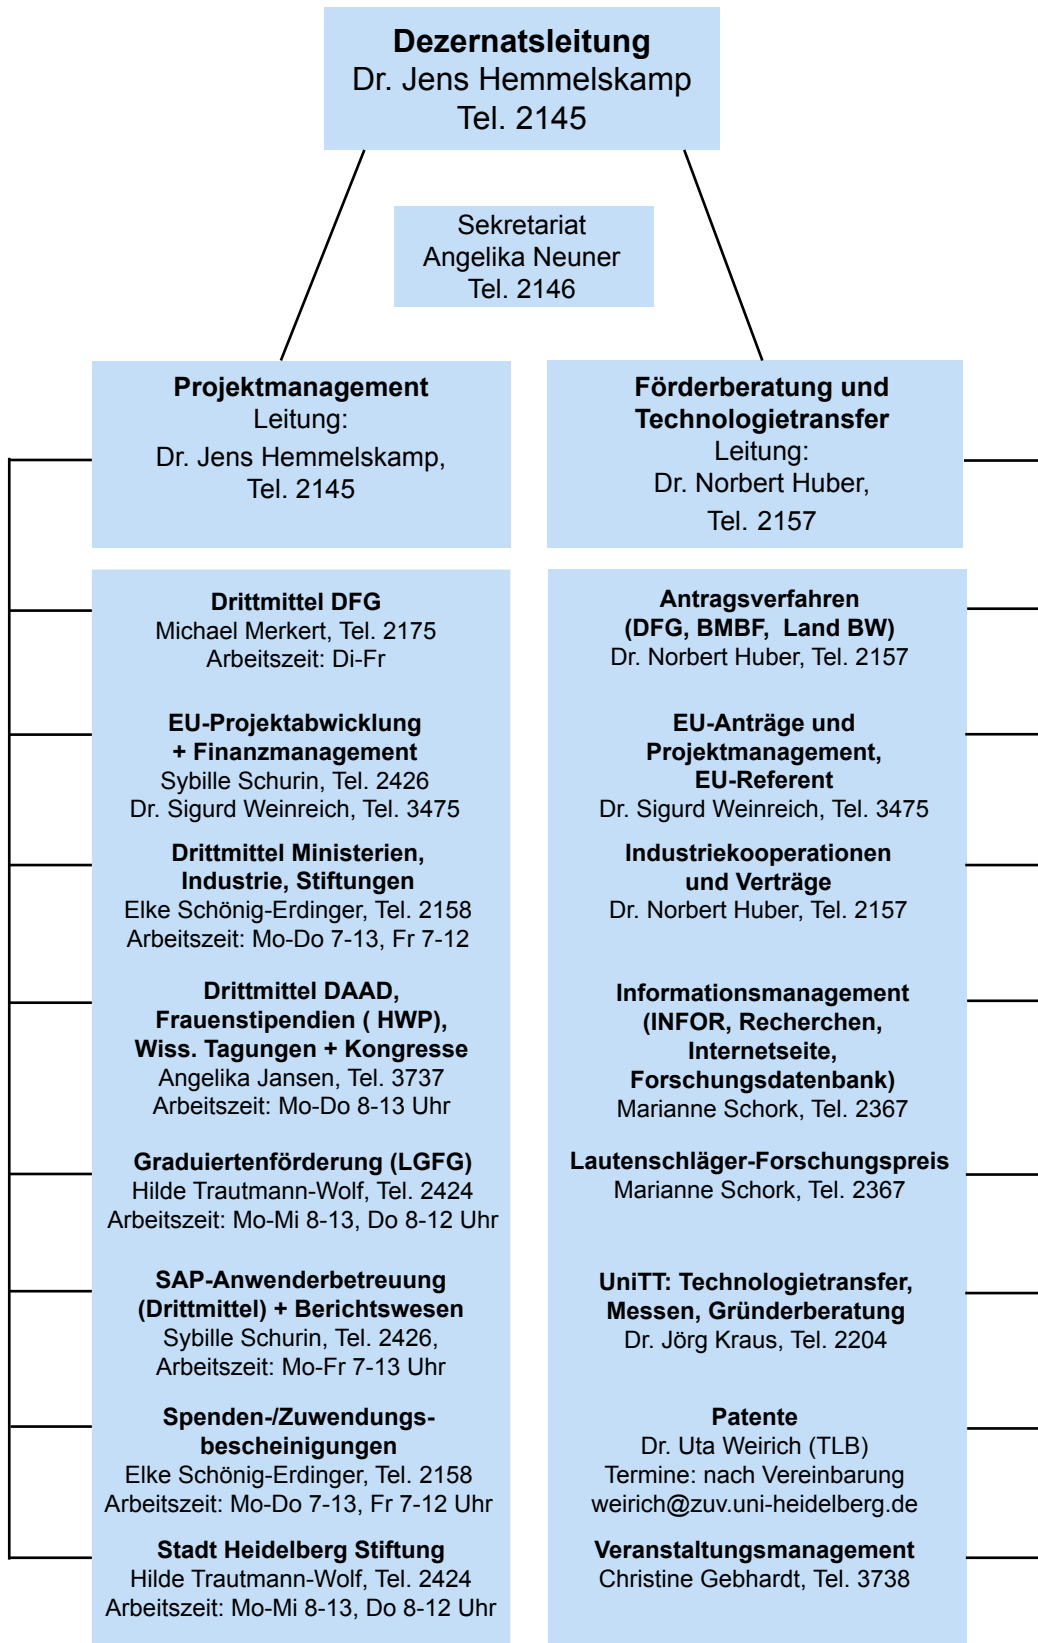 Dezernatsleitung
Dr. Jens Hemmelskamp
Tel. 2145
Sekretariat
Angelika Neuner
Tel. 2146
Projektmanagement
Leitung:
Dr. Jens Hemmelskamp,
Tel. 2145
Drittmittel DFG
Michael Merkert, Tel. 2175
Arbeitszeit: Di-Fr
EU-Projektabwicklung
+ Finanzmanagement
Sybille Schurin, Tel. 2426
Dr. Sigurd Weinreich, Tel. 3475
Drittmittel Ministerien,
Industrie, Stiftungen
Elke Schönig-Erdinger, Tel. 2158
Arbeitszeit: Mo-Do 7-13, Fr 7-12
Drittmittel DAAD,
Frauenstipendien ( HWP),
Wiss. Tagungen + Kongresse
Angelika Jansen, Tel. 3737
Arbeitszeit: Mo-Do 8-13 Uhr
Graduiertenförderung (LGFG)
Hilde Trautmann-Wolf, Tel. 2424
Arbeitszeit: Mo-Mi 8-13, Do 8-12 Uhr
SAP-Anwenderbetreuung
(Drittmittel) + Berichtswesen
Sybille Schurin, Tel. 2426,
Arbeitszeit: Mo-Fr 7-13 Uhr
Spenden-/Zuwendungs-
bescheinigungen
Elke Schönig-Erdinger, Tel. 2158
Arbeitszeit: Mo-Do 7-13, Fr 7-12 Uhr
Stadt Heidelberg Stiftung
Hilde Trautmann-Wolf, Tel. 2424
Arbeitszeit: Mo-Mi 8-13, Do 8-12 Uhr
Förderberatung und
Technologietransfer
Leitung:
Dr. Norbert Huber,
Tel. 2157
Antragsverfahren
(DFG, BMBF,  Land BW)
Dr. Norbert Huber, Tel. 2157
EU-Anträge und
Projektmanagement,
EU-Referent
Dr. Sigurd Weinreich, Tel. 3475
Industriekooperationen
und Verträge
Dr. Norbert Huber, Tel. 2157
Informationsmanagement
(INFOR, Recherchen,
Internetseite,
Forschungsdatenbank)
Marianne Schork, Tel. 2367
Lautenschläger-Forschungspreis
Marianne Schork, Tel. 2367
UniTT: Technologietransfer,
Messen, Gründerberatung
Dr. Jörg Kraus, Tel. 2204
Patente
Dr. Uta Weirich (TLB)
Termine: nach Vereinbarung
weirich@zuv.uni-heidelberg.de
Veranstaltungsmanagement
Christine Gebhardt, Tel. 3738